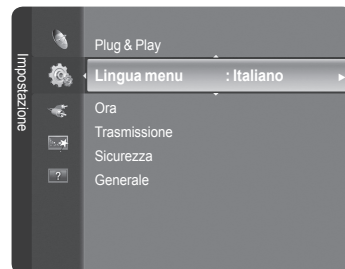 Impostazione
Plug & Play
Lingua menu : Italiano
Ora
Trasmissione
Sicurezza
Generale
?